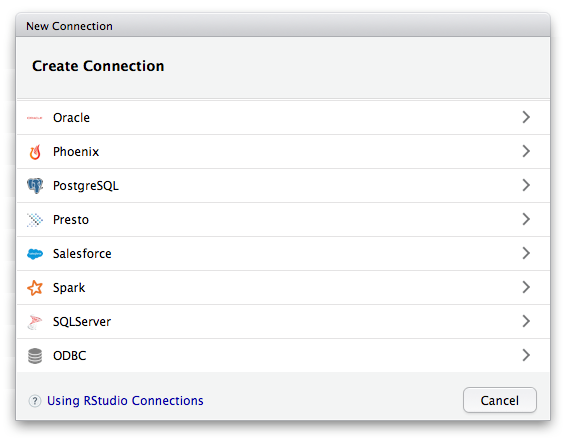 New Connection
Create Connection
Oracle
Phoenix
PostgreSQL
Presto
Salesforce
Spark
SQLServer
ODBC
? Using RStudio Connections
Cancel